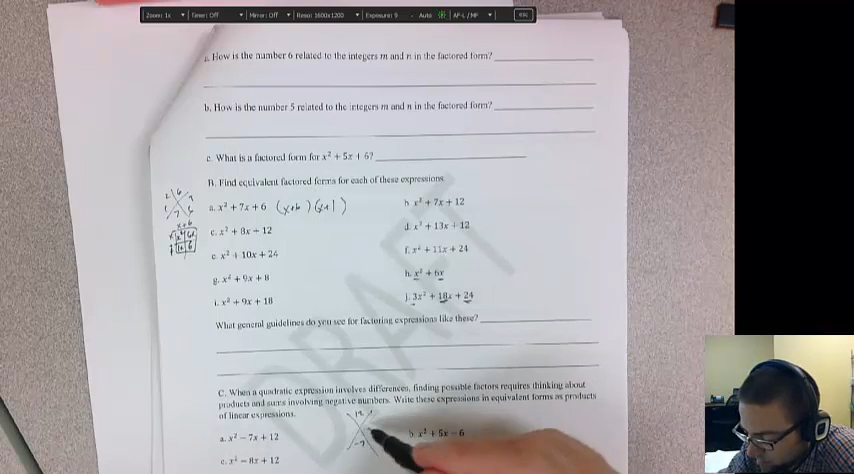 Zoom: 1x Timer: Off Mirror: Off Reso: 1600x1200 Exposure: 9 Auto AF-L / MF esc
a. How is the number 6 related to the integers m and n in the factored form?
b. How is the number 5 related to the integers m and n in the factored form?
c. What is a factored form for x² + 5x + 6?
B. Find equivalent factored forms for each of these expressions.
a. x² + 7x + 6 (x+6)(x+1)
b. x² + 7x + 12
c. x² + 8x + 12
d. x² + 13x + 12
e. x² + 10x + 24
f. x² + 11x + 24
g. x² + 9x + 8
h. x² + 6x
i. x² + 9x + 18
j. 3x² + 18x + 24
What general guidelines do you see for factoring expressions like these?
DRAFT
C. When a quadratic expression involves differences, finding possible factors requires thinking about
products and sums involving negative numbers. Write these expressions in equivalent forms as products
of linear expressions.
12
-7
a. x² − 7x + 12
b. x² + 5x − 6
c. x² − 8x + 12